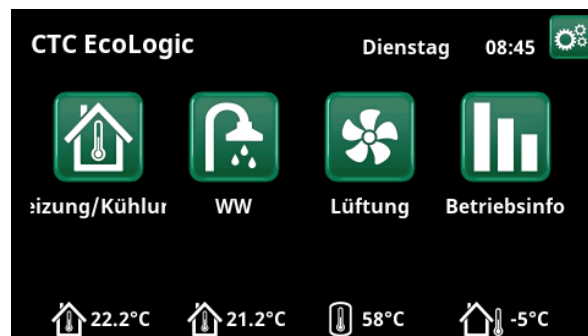 CTC EcoLogic
Dienstag 08:45
eizung/Kühlur
WW
Lüftung
Betriebsinfo
22.2°C
21.2°C
58°C
-5°C